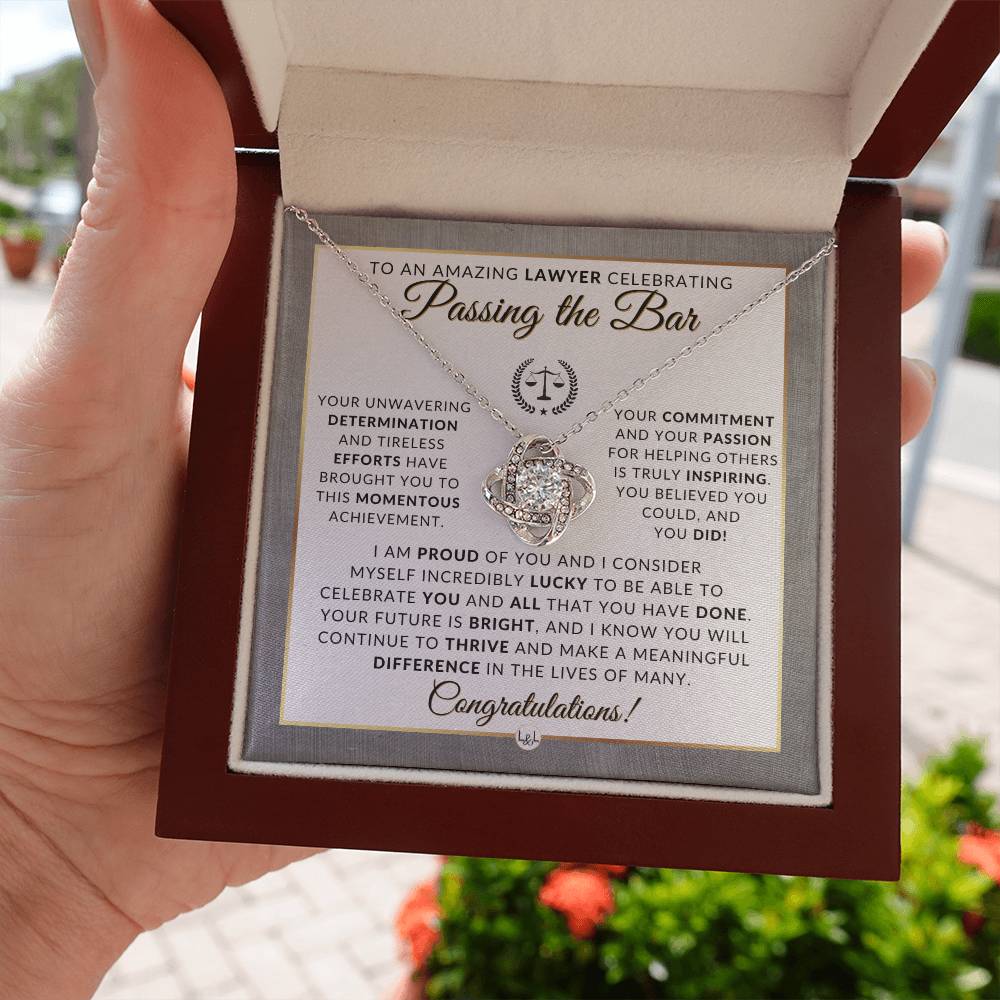 TO AN AMAZING LAWYER CELEBRATING
Passing the Bar
YOUR UNWAVERING
DETERMINATION
AND TIRELESS
EFFORTS HAVE
BROUGHT YOU TO
THIS MOMENTOUS
ACHIEVEMENT.
YOUR COMMITMENT
AND YOUR PASSION
FOR HELPING OTHERS
IS TRULY INSPIRING.
YOU BELIEVED YOU
COULD, AND
YOU DID!
I AM PROUD OF YOU AND I CONSIDER
MYSELF INCREDIBLY LUCKY TO BE ABLE TO
CELEBRATE YOU AND ALL THAT YOU HAVE DONE.
YOUR FUTURE IS BRIGHT, AND I KNOW YOU WILL
CONTINUE TO THRIVE AND MAKE A MEANINGFUL
DIFFERENCE IN THE LIVES OF MANY.
Congratulations!
L&L